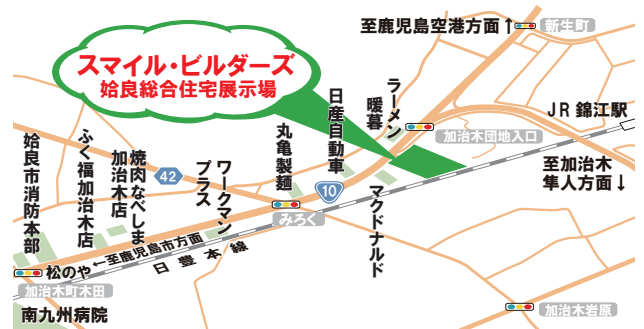 至鹿児島空港方面↑
新生町
スマイル・ビルダーズ
姶良総合住宅展示場
ラーメン
暖暮
日産自動車
JR 錦江駅
加治木団地入口
丸亀製麺
至加治木
隼人方面↓
姶良市消防本部
ふく福加治木店
焼肉なべしま
加治木店
42
ワークマン
プラス
10
マクドナルド
みろく
←至鹿児島市方面
日豊本線
松のや
加治木町木田
南九州病院
加治木岩原